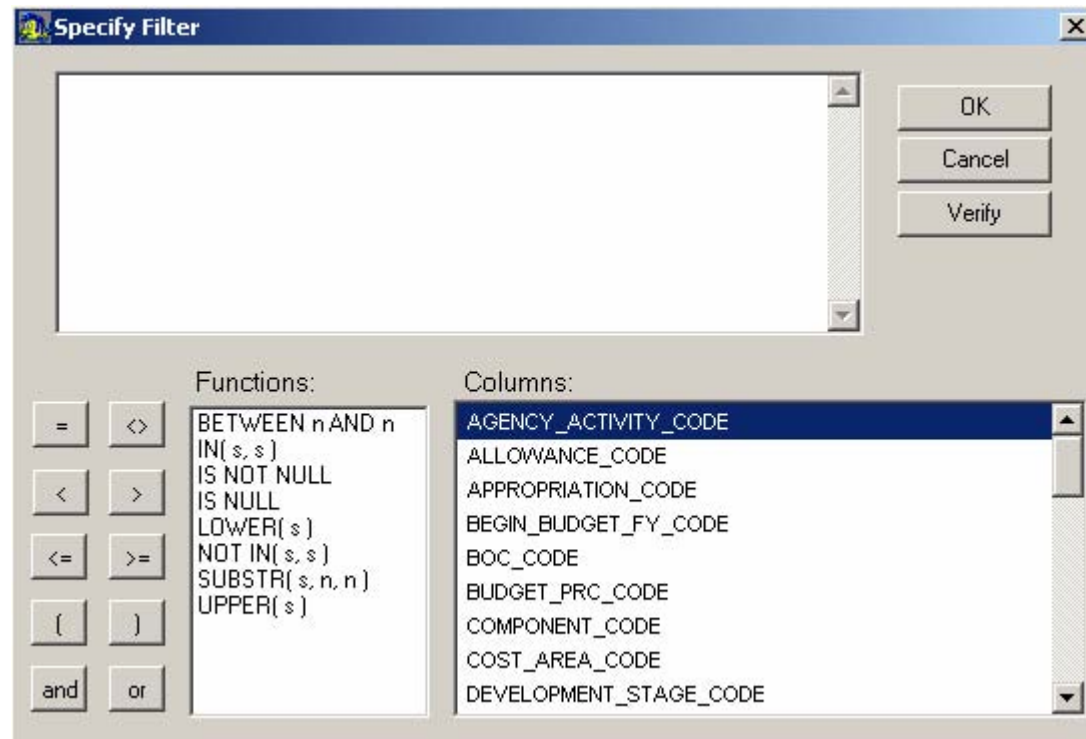 Specify Filter
OK
Cancel
Verify
Functions:
Columns:
= <>
< >
<= >=
( )
and or
BETWEEN n AND n
IN( s, s )
IS NOT NULL
IS NULL
LOWER( s )
NOT IN( s, s )
SUBSTR( s, n, n )
UPPER( s )
AGENCY_ACTIVITY_CODE
ALLOWANCE_CODE
APPROPRIATION_CODE
BEGIN_BUDGET_FY_CODE
BOC_CODE
BUDGET_PRC_CODE
COMPONENT_CODE
COST_AREA_CODE
DEVELOPMENT_STAGE_CODE